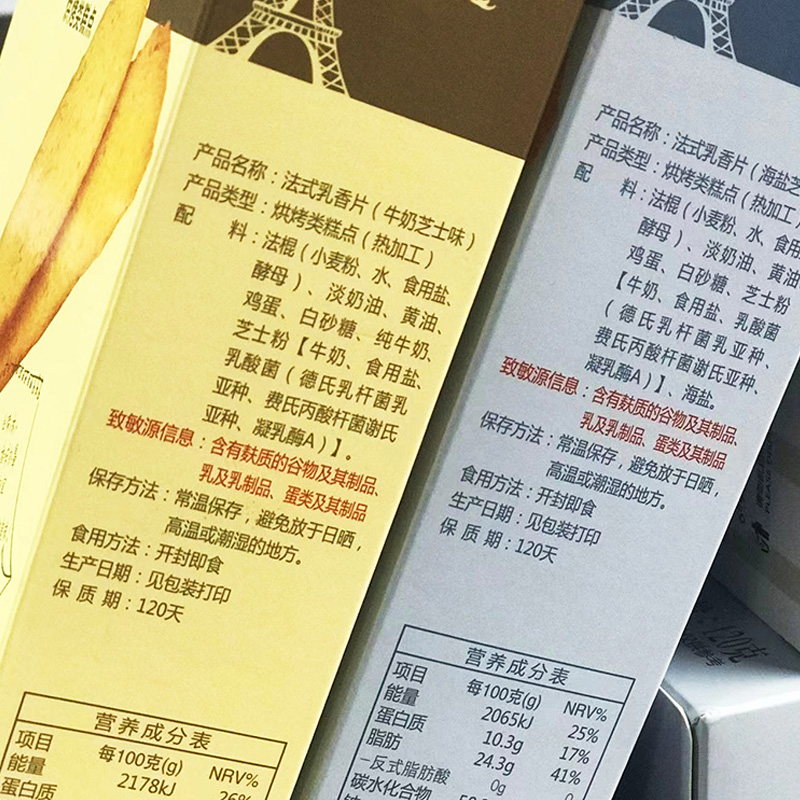 产品名称：法式乳香片（牛奶芝士味）
产品类型：烘烤类糕点（热加工）
配 料：法棍（小麦粉、水、食用盐、
酵母）、淡奶油、黄油、
鸡蛋、白砂糖、纯牛奶、
芝士粉【牛奶、食用盐、
乳酸菌（德氏乳杆菌乳
亚种、费氏丙酸杆菌谢氏
亚种、凝乳酶A）】。
致敏源信息：含有麸质的谷物及其制品、
乳及乳制品、蛋类及其制品
保存方法：常温保存，避免放于日晒，
高温或潮湿的地方。
食用方法：开封即食
生产日期：见包装打印
保 质 期：120天
营养成分表
项目 每100克(g) NRV%
能量 2178kJ 26%
蛋白质
产品名称：法式乳香片（海盐芝
产品类型：烘烤类糕点（热加工）
配 料：法棍（小麦粉、水、食用
酵母）、淡奶油、黄油
鸡蛋、白砂糖、芝士粉
【牛奶、食用盐、乳酸菌
（德氏乳杆菌乳亚种、
费氏丙酸杆菌谢氏亚种、
凝乳酶A）】、海盐。
致敏源信息：含有麸质的谷物及其制品、
乳及乳制品、蛋类及其制品
保存方法：常温保存，避免放于日晒，
高温或潮湿的地方。
食用方法：开封即食
生产日期：见包装打印
保 质 期：120天
营养成分表
项目 每100克(g) NRV%
能量 2065kJ 25%
蛋白质 10.3g 17%
脂肪 24.3g 41%
–反式脂肪酸 0g
碳水化合物
120克